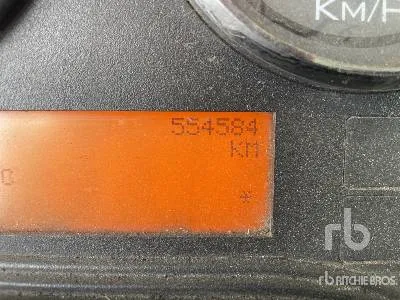 KM/H
554584
KM
C
*
rb
rb RITCHIE BROS.